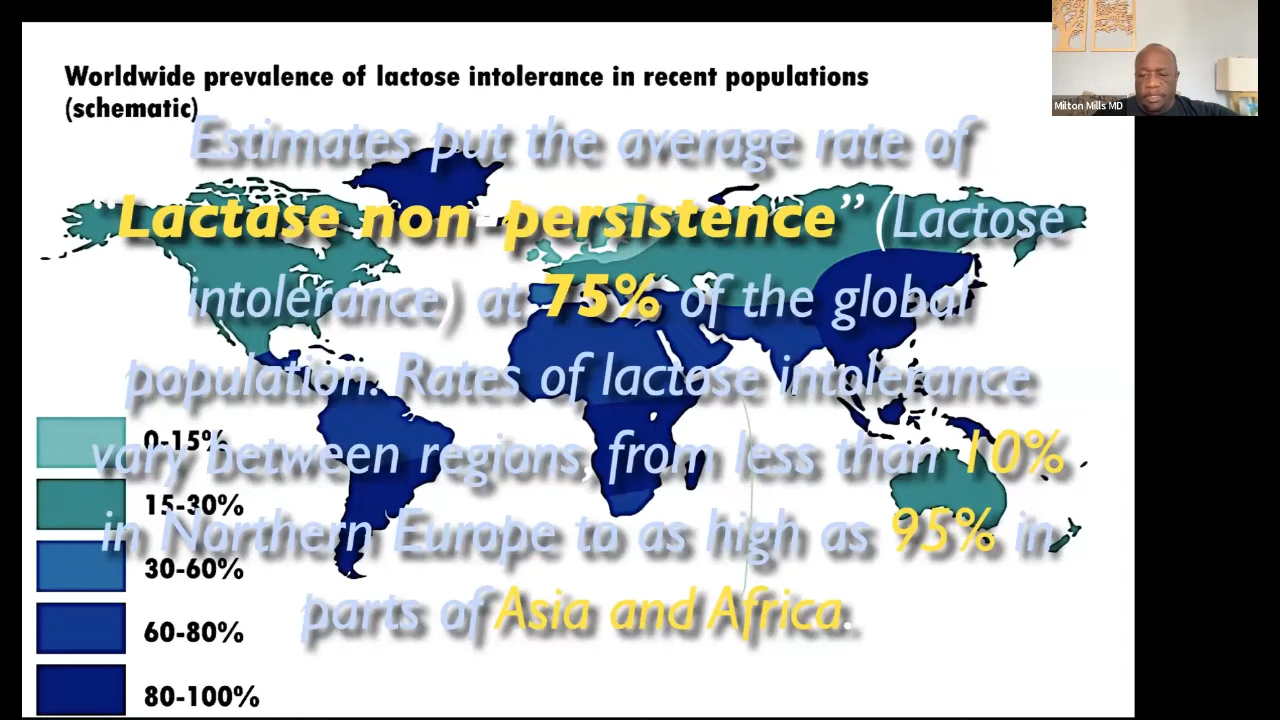 Worldwide prevalence of lactose intolerance in recent populations
(schematic)
Milton Mills MD
Estimates put the average rate of
“Lactase non-persistence” (Lactose
intolerance) at 75% of the global
population. Rates of lactose intolerance
vary between regions, from less than 10%
in Northern Europe to as high as 95% in
parts of Asia and Africa.
0-15%
15-30%
30-60%
60-80%
80-100%